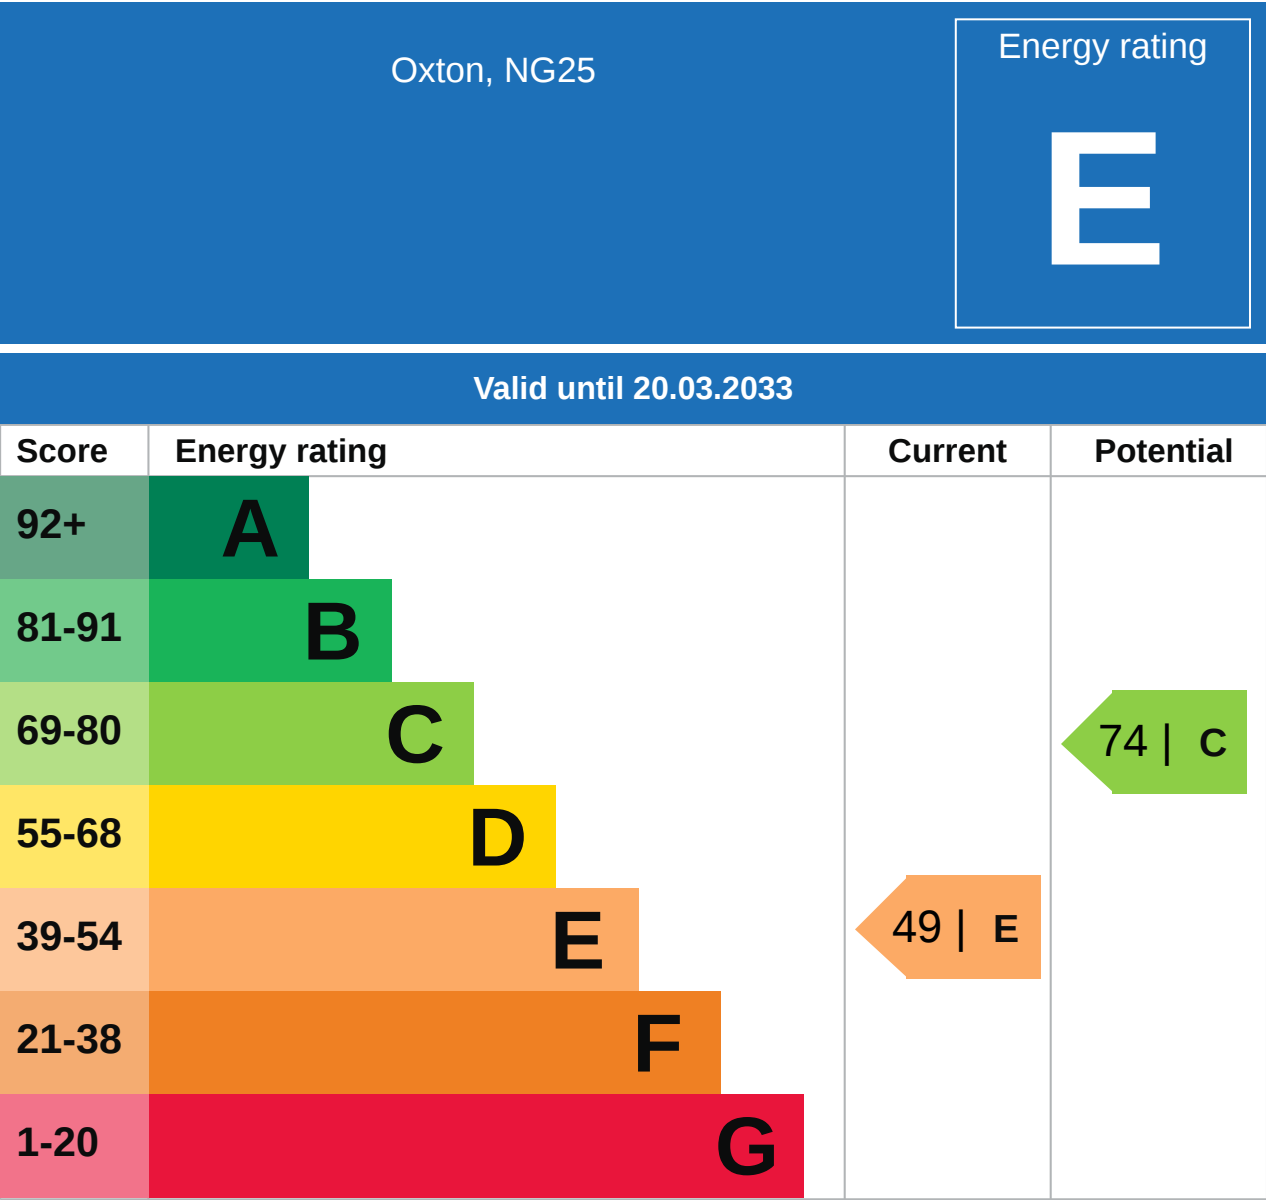 Oxton, NG25
Energy rating
E
Valid until 20.03.2033
Score Energy rating Current Potential
92+ A
81-91 B
69-80 C
74 | C
55-68 D
39-54 E
49 | E
21-38 F
1-20 G